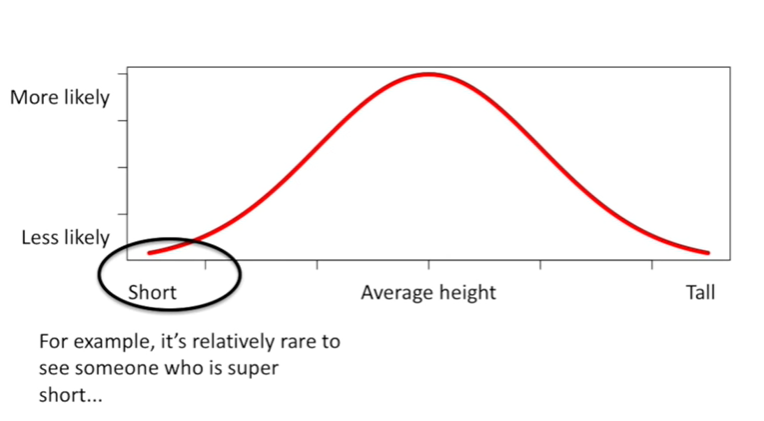 More likely
Less likely
Short
Average height
Tall
For example, it’s relatively rare to
see someone who is super
short...